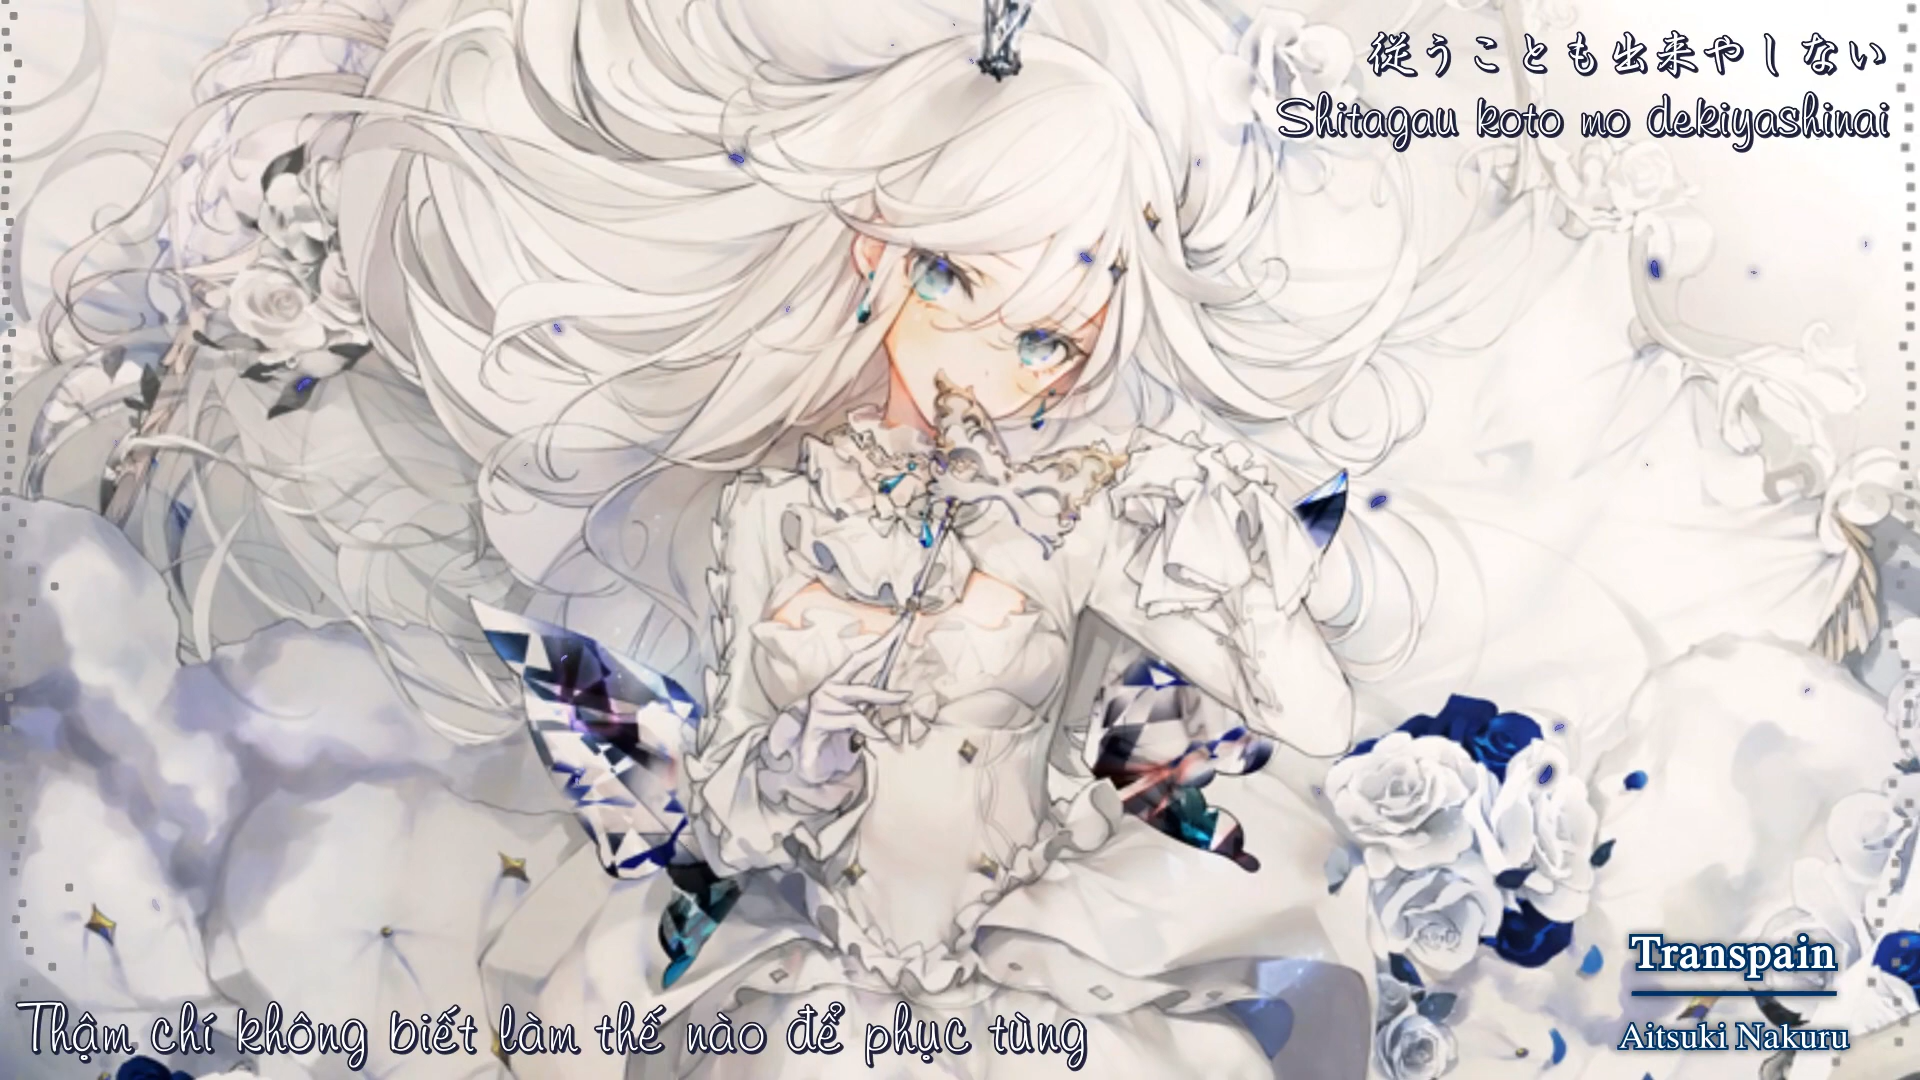 従うことも出来やしない
Shitagau koto mo dekiyashinai
Thậm chí không biết làm thế nào để phục tùng
Transpain
Aitsuki Nakuru